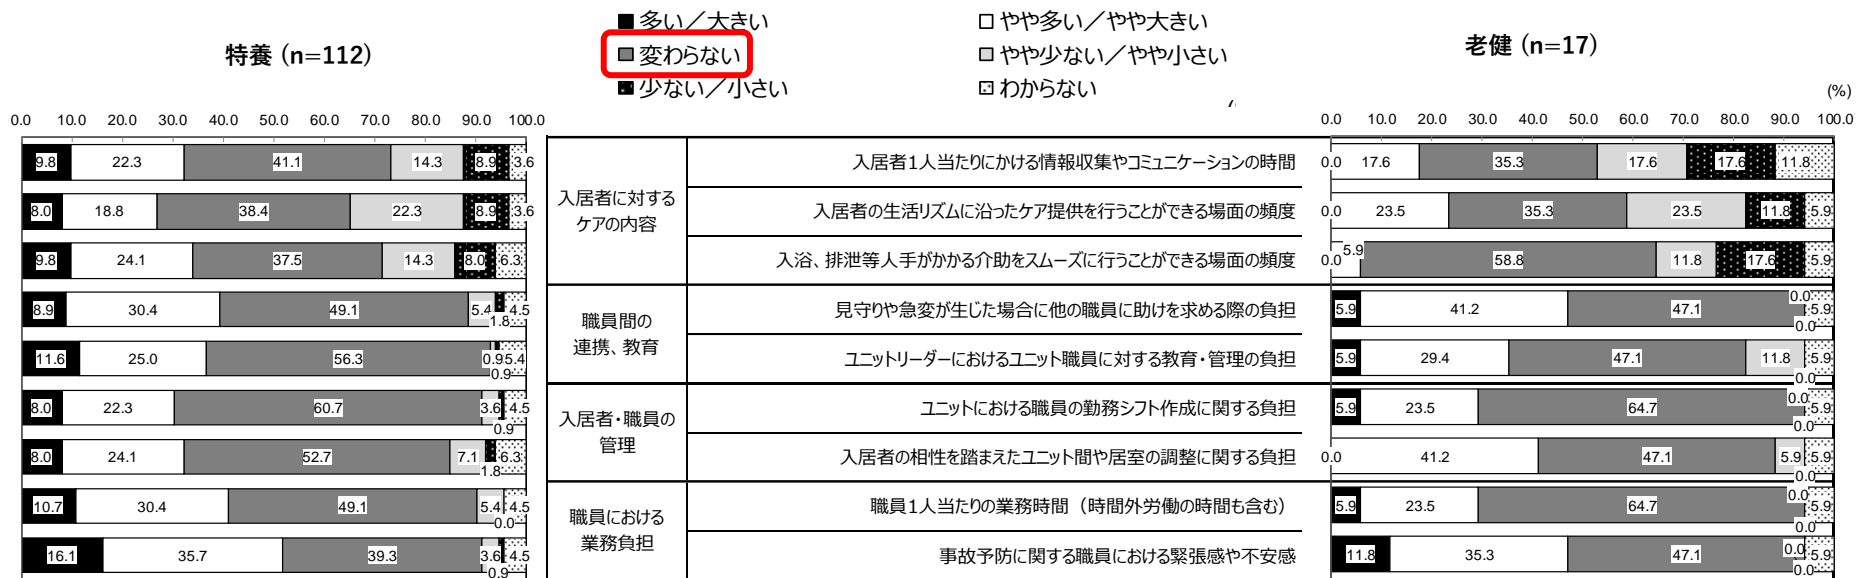 ■多い／大きい
□やや多い／やや大きい
特養 (n=112)
■変わらない
□やや少ない／やや小さい
老健 (n=17)
■少ない／小さい
□わからない
(%)
0.0 10.0 20.0 30.0 40.0 50.0 60.0 70.0 80.0 90.0 100.0
0.0 10.0 20.0 30.0 40.0 50.0 60.0 70.0 80.0 90.0 100.0
9.8 22.3 41.1 14.3 8.9 3.6
入居者1人当たりにかける情報収集やコミュニケーションの時間
0.0 17.6 35.3 17.6 17.6 11.8
入居者に対する
ケアの内容
8.0 18.8 38.4 22.3 8.9 3.6
入居者の生活リズムに沿ったケア提供を行うことができる場面の頻度
0.0 23.5 35.3 23.5 11.8 5.9
9.8 24.1 37.5 14.3 8.0 6.3
入浴、排泄等人手がかかる介助をスムーズに行うことができる場面の頻度
0.0 5.9 58.8 11.8 17.6 5.9
8.9 30.4 49.1 5.4 1.8 4.5
職員間の
連携、教育
見守りや急変が生じた場合に他の職員に助けを求める際の負担
5.9 41.2 47.1 0.0 0.0 5.9
11.6 25.0 56.3 0.9 0.9 5.4
ユニットリーダーにおけるユニット職員に対する教育・管理の負担
5.9 29.4 47.1 11.8 0.0 5.9
8.0 22.3 60.7 3.6 0.9 4.5
入居者・職員の
管理
ユニットにおける職員の勤務シフト作成に関する負担
5.9 23.5 64.7 0.0 0.0 5.9
8.0 24.1 52.7 7.1 1.8 6.3
入居者の相性を踏まえたユニット間や居室の調整に関する負担
0.0 41.2 47.1 5.9 0.0 5.9
10.7 30.4 49.1 5.4 0.0 4.5
職員における
業務負担
職員1人当たりの業務時間（時間外労働の時間も含む）
5.9 23.5 64.7 0.0 0.0 5.9
16.1 35.7 39.3 3.6 0.9 4.5
事故予防に関する職員における緊張感や不安感
11.8 35.3 47.1 0.0 0.0 5.9